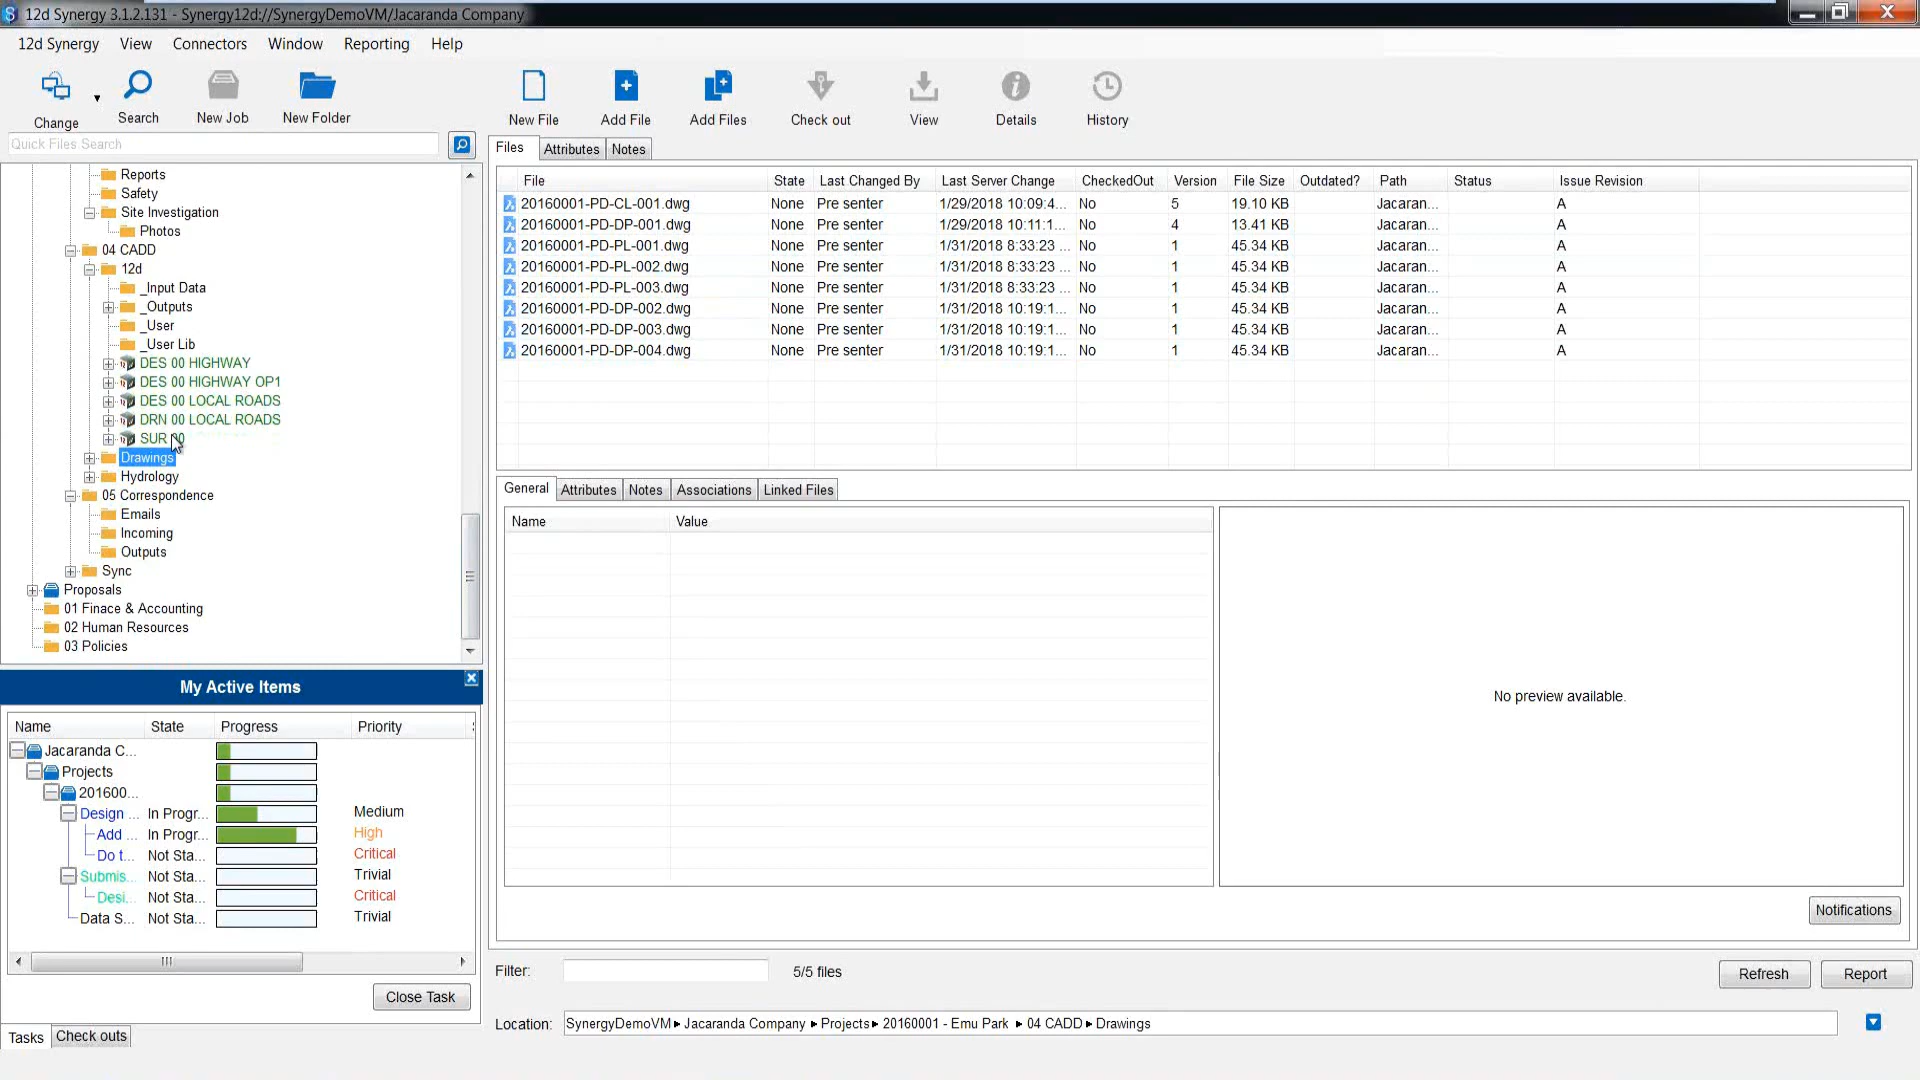 12d Synergy 3.1.2.131 - Synergy12d://SynergyDemoVM/Jacaranda Company
12d Synergy View Connectors Window Reporting Help
Change Search New Job New Folder New File Add File Add Files Check out View Details History
Quick Files Search
Files Attributes Notes
Reports
Safety
Site Investigation
Photos
04 CADD
12d
_Input Data
_Outputs
_User
_User Lib
DES 00 HIGHWAY
DES 00 HIGHWAY OP1
DES 00 LOCAL ROADS
DRN 00 LOCAL ROADS
SUR 00
Drawings
Hydrology
05 Correspondence
Emails
Incoming
Outputs
Sync
Proposals
01 Finace & Accounting
02 Human Resources
03 Policies
File State Last Changed By Last Server Change CheckedOut Version File Size Outdated? Path Status Issue Revision
20160001-PD-CL-001.dwg None Pre senter 1/29/2018 10:09:4... No 5 19.10 KB Jacaran... A
20160001-PD-DP-001.dwg None Pre senter 1/29/2018 10:11:1... No 4 13.41 KB Jacaran... A
20160001-PD-PL-001.dwg None Pre senter 1/31/2018 8:33:23 ... No 1 45.34 KB Jacaran... A
20160001-PD-PL-002.dwg None Pre senter 1/31/2018 8:33:23 ... No 1 45.34 KB Jacaran... A
20160001-PD-PL-003.dwg None Pre senter 1/31/2018 8:33:23 ... No 1 45.34 KB Jacaran... A
20160001-PD-DP-002.dwg None Pre senter 1/31/2018 10:19:1... No 1 45.34 KB Jacaran... A
20160001-PD-DP-003.dwg None Pre senter 1/31/2018 10:19:1... No 1 45.34 KB Jacaran... A
20160001-PD-DP-004.dwg None Pre senter 1/31/2018 10:19:1... No 1 45.34 KB Jacaran... A
General Attributes Notes Associations Linked Files
Name Value
No preview available.
Notifications
My Active Items
Name State Progress Priority
Jacaranda C...
Projects
201600...
Design ... In Progr... Medium
Add ... In Progr... High
Do t... Not Sta... Critical
Submis... Not Sta... Trivial
Desi... Not Sta... Critical
Data S... Not Sta... Trivial
Close Task
Tasks Check outs
Filter: 5/5 files Refresh Report
Location: SynergyDemoVM Jacaranda Company Projects 20160001 - Emu Park 04 CADD Drawings